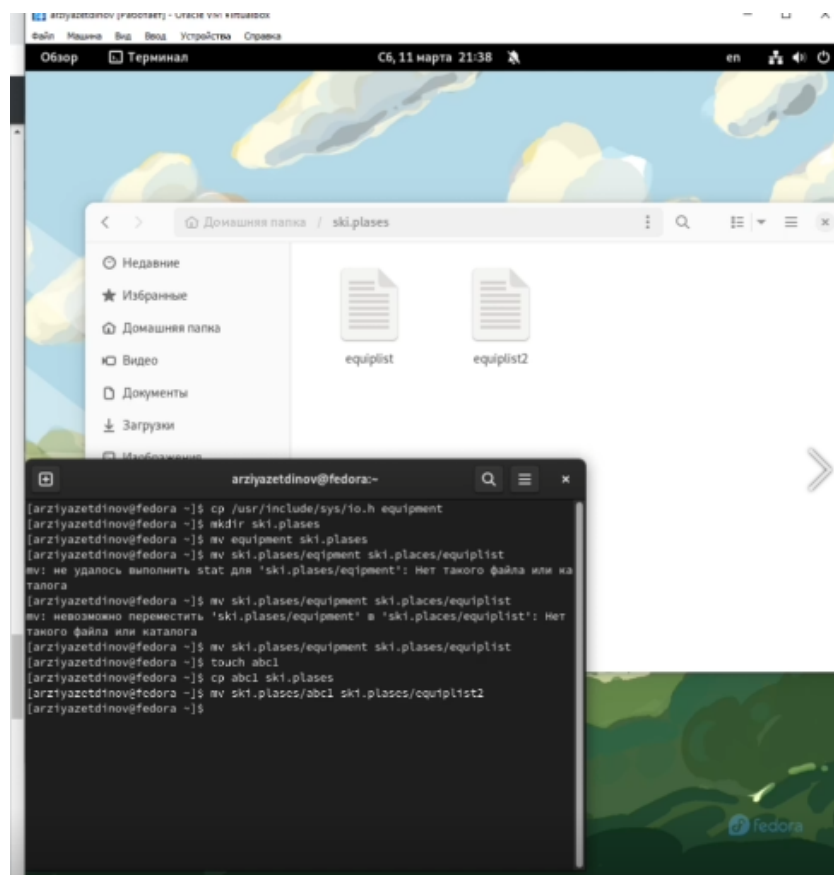 arziyazetdinov [Работает] - Oracle VM VirtualBox
Файл Машина Вид Ввод Устройства Справка
Обзор Терминал Сб, 11 марта 21:38 en
Домашняя папка / ski.plases
Недавние
Избранные
Домашняя папка
Видео
Документы
Загрузки
Изображения
equiplist equiplist2
arziyazetdinov@fedora:~
[arziyazetdinov@fedora ~]$ cp /usr/include/sys/io.h equipment
[arziyazetdinov@fedora ~]$ mkdir ski.plases
[arziyazetdinov@fedora ~]$ mv equipment ski.plases
[arziyazetdinov@fedora ~]$ mv ski.plases/eqipment ski.places/equiplist
mv: не удалось выполнить stat для 'ski.plases/eqipment': Нет такого файла или ка
талога
[arziyazetdinov@fedora ~]$ mv ski.plases/equipment ski.places/equiplist
mv: невозможно переместить 'ski.plases/equipment' в 'ski.places/equiplist': Нет
такого файла или каталога
[arziyazetdinov@fedora ~]$ mv ski.plases/equipment ski.plases/equiplist
[arziyazetdinov@fedora ~]$ touch abc1
[arziyazetdinov@fedora ~]$ cp abc1 ski.plases
[arziyazetdinov@fedora ~]$ mv ski.plases/abc1 ski.plases/equiplist2
[arziyazetdinov@fedora ~]$
fedora